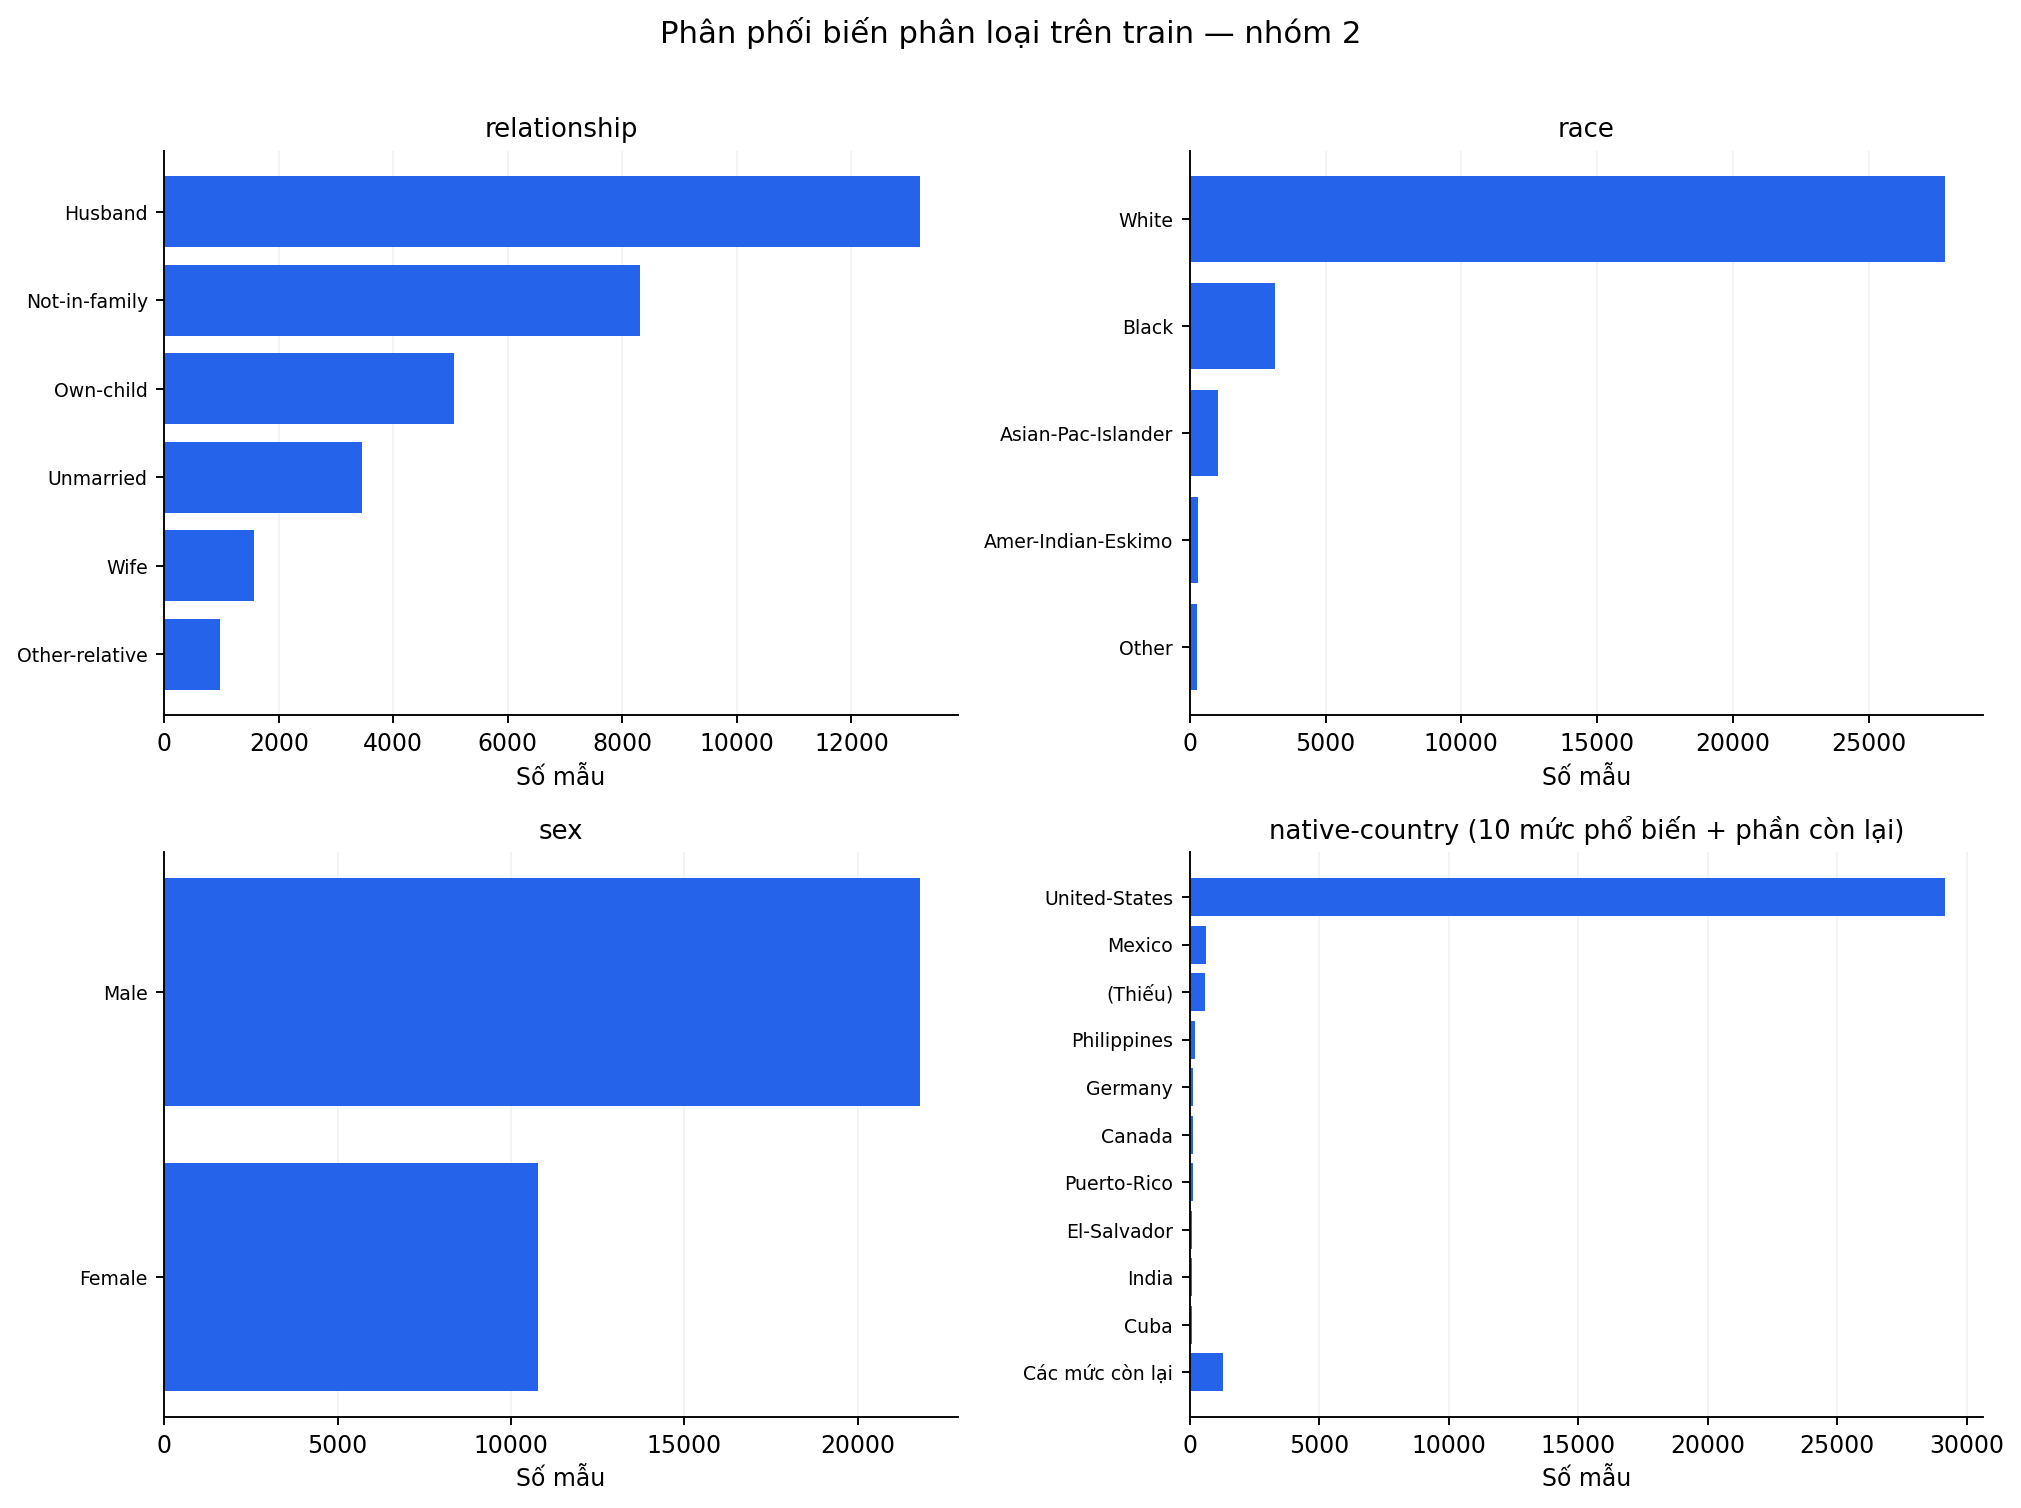 Phân phối biến phân loại trên train — nhóm 2
relationship
Husband
Not-in-family
Own-child
Unmarried
Wife
Other-relative
0 2000 4000 6000 8000 10000 12000
Số mẫu
race
White
Black
Asian-Pac-Islander
Amer-Indian-Eskimo
Other
0 5000 10000 15000 20000 25000
Số mẫu
sex
Male
Female
0 5000 10000 15000 20000
Số mẫu
native-country (10 mức phổ biến + phần còn lại)
United-States
Mexico
(Thiếu)
Philippines
Germany
Canada
Puerto-Rico
El-Salvador
India
Cuba
Các mức còn lại
0 5000 10000 15000 20000 25000 30000
Số mẫu